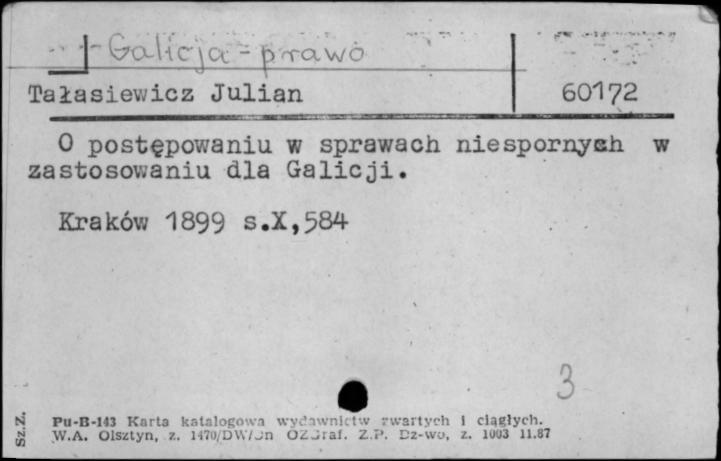 Galicja - prawo
Tałasiewicz Julian 60172
O postępowaniu w sprawach niespornych w
zastosowaniu dla Galicji.
Kraków 1899 s.X,584
3
Sz.Z.
Pu-B-143 Karta katalogowa wydawnictw zwartych i ciągłych.
W.A. Olsztyn, z. 1470/DW/Jn OZGraf. Z.P. Dz-wo, z. 1003 11.87